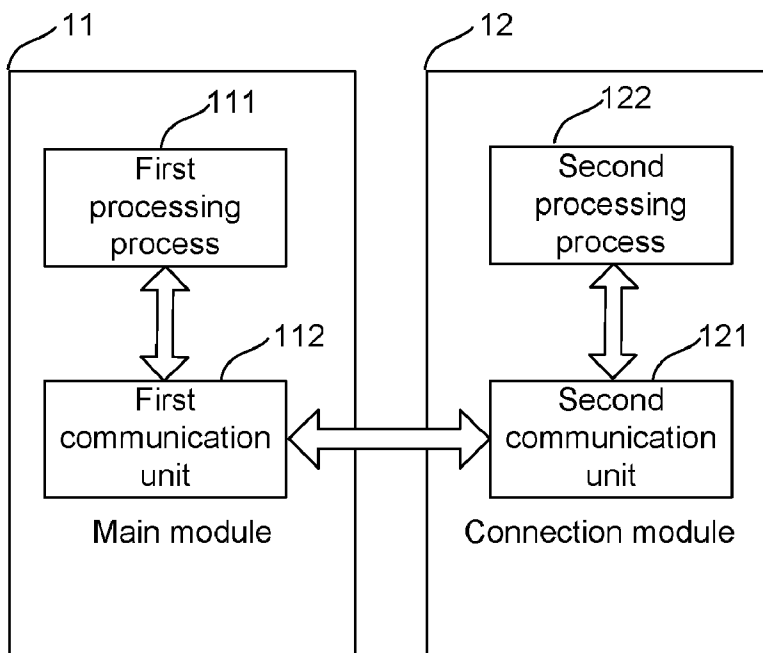 11
12
111
122
First
processing
process
Second
processing
process
112
121
First
communication
unit
Second
communication
unit
Main module
Connection module